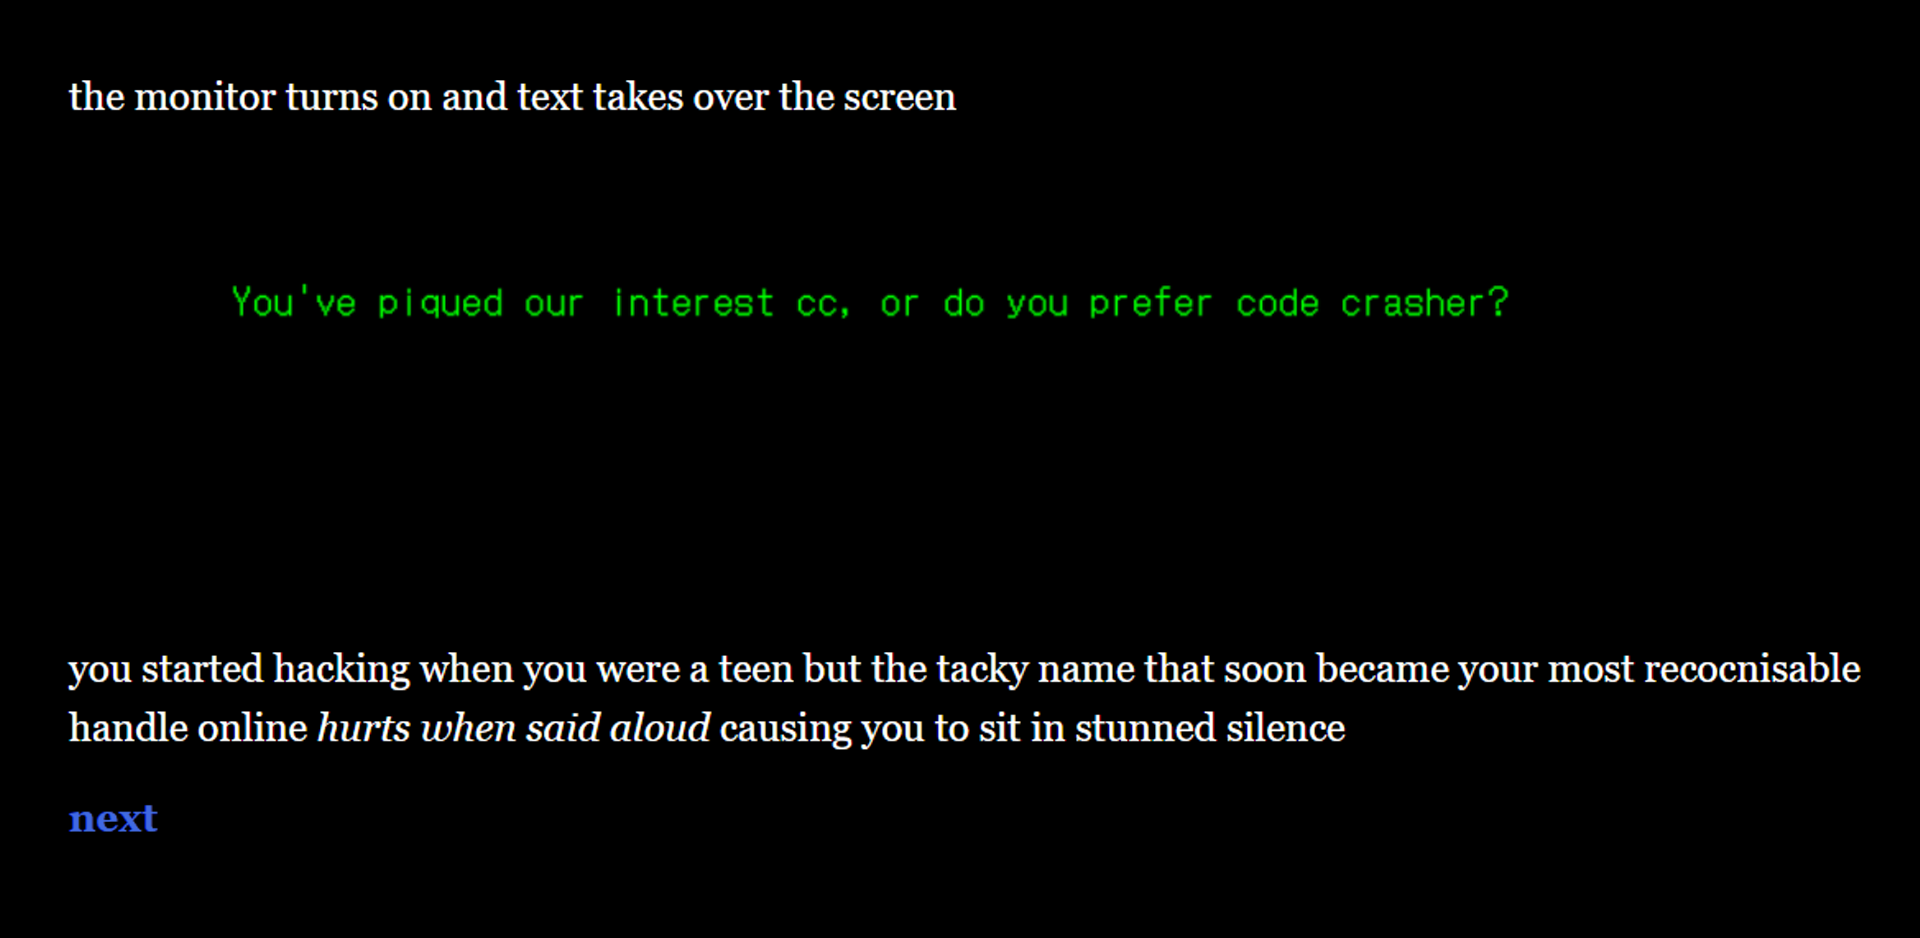 the monitor turns on and text takes over the screen
You've piqued our interest cc, or do you prefer code crasher?
you started hacking when you were a teen but the tacky name that soon became your most recocnisable
handle online hurts when said aloud causing you to sit in stunned silence
next